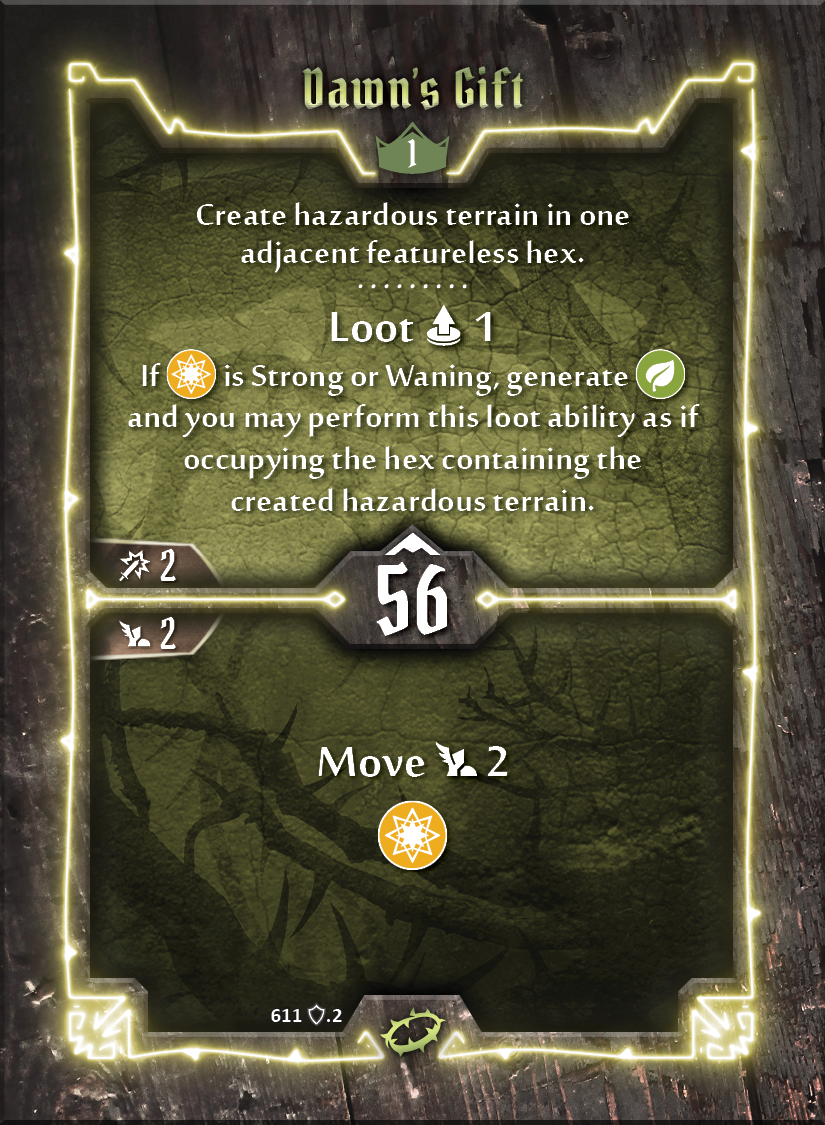 Dawn's Gift
1
Create hazardous terrain in one
adjacent featureless hex.
Loot 1
If is Strong or Waning, generate
and you may perform this loot ability as if
occupying the hex containing the
created hazardous terrain.
2
56
2
Move 2
611 .2